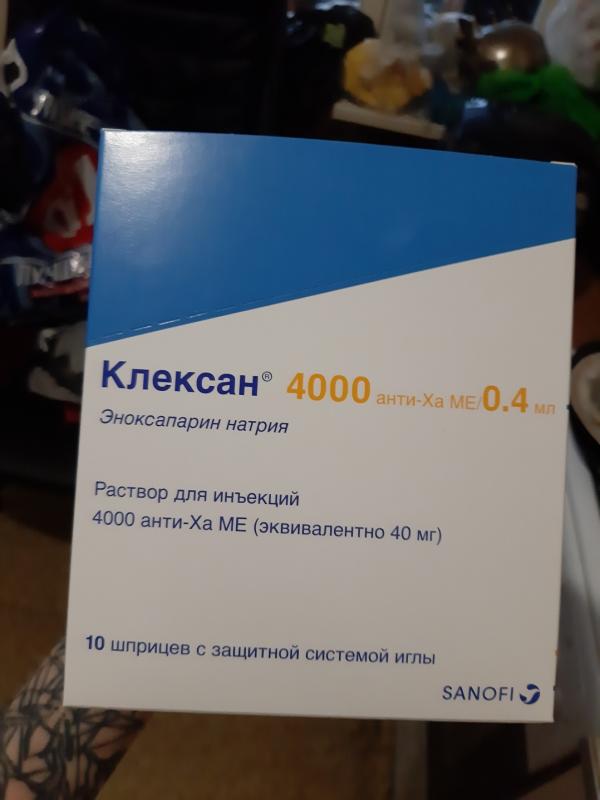 Клексан® 4000 анти-Ха МЕ/0.4 мл
Эноксапарин натрия
Раствор для инъекций
4000 анти-Ха МЕ (эквивалентно 40 мг)
10 шприцев с защитной системой иглы
SANOFI